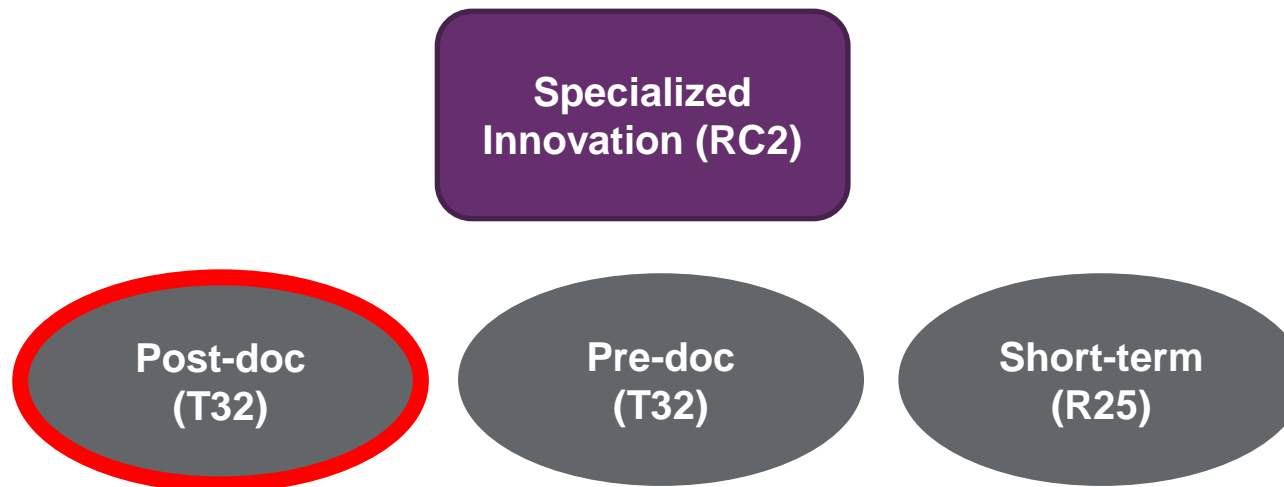 Specialized
Innovation (RC2)
Post-doc
(T32)
Pre-doc
(T32)
Short-term
(R25)